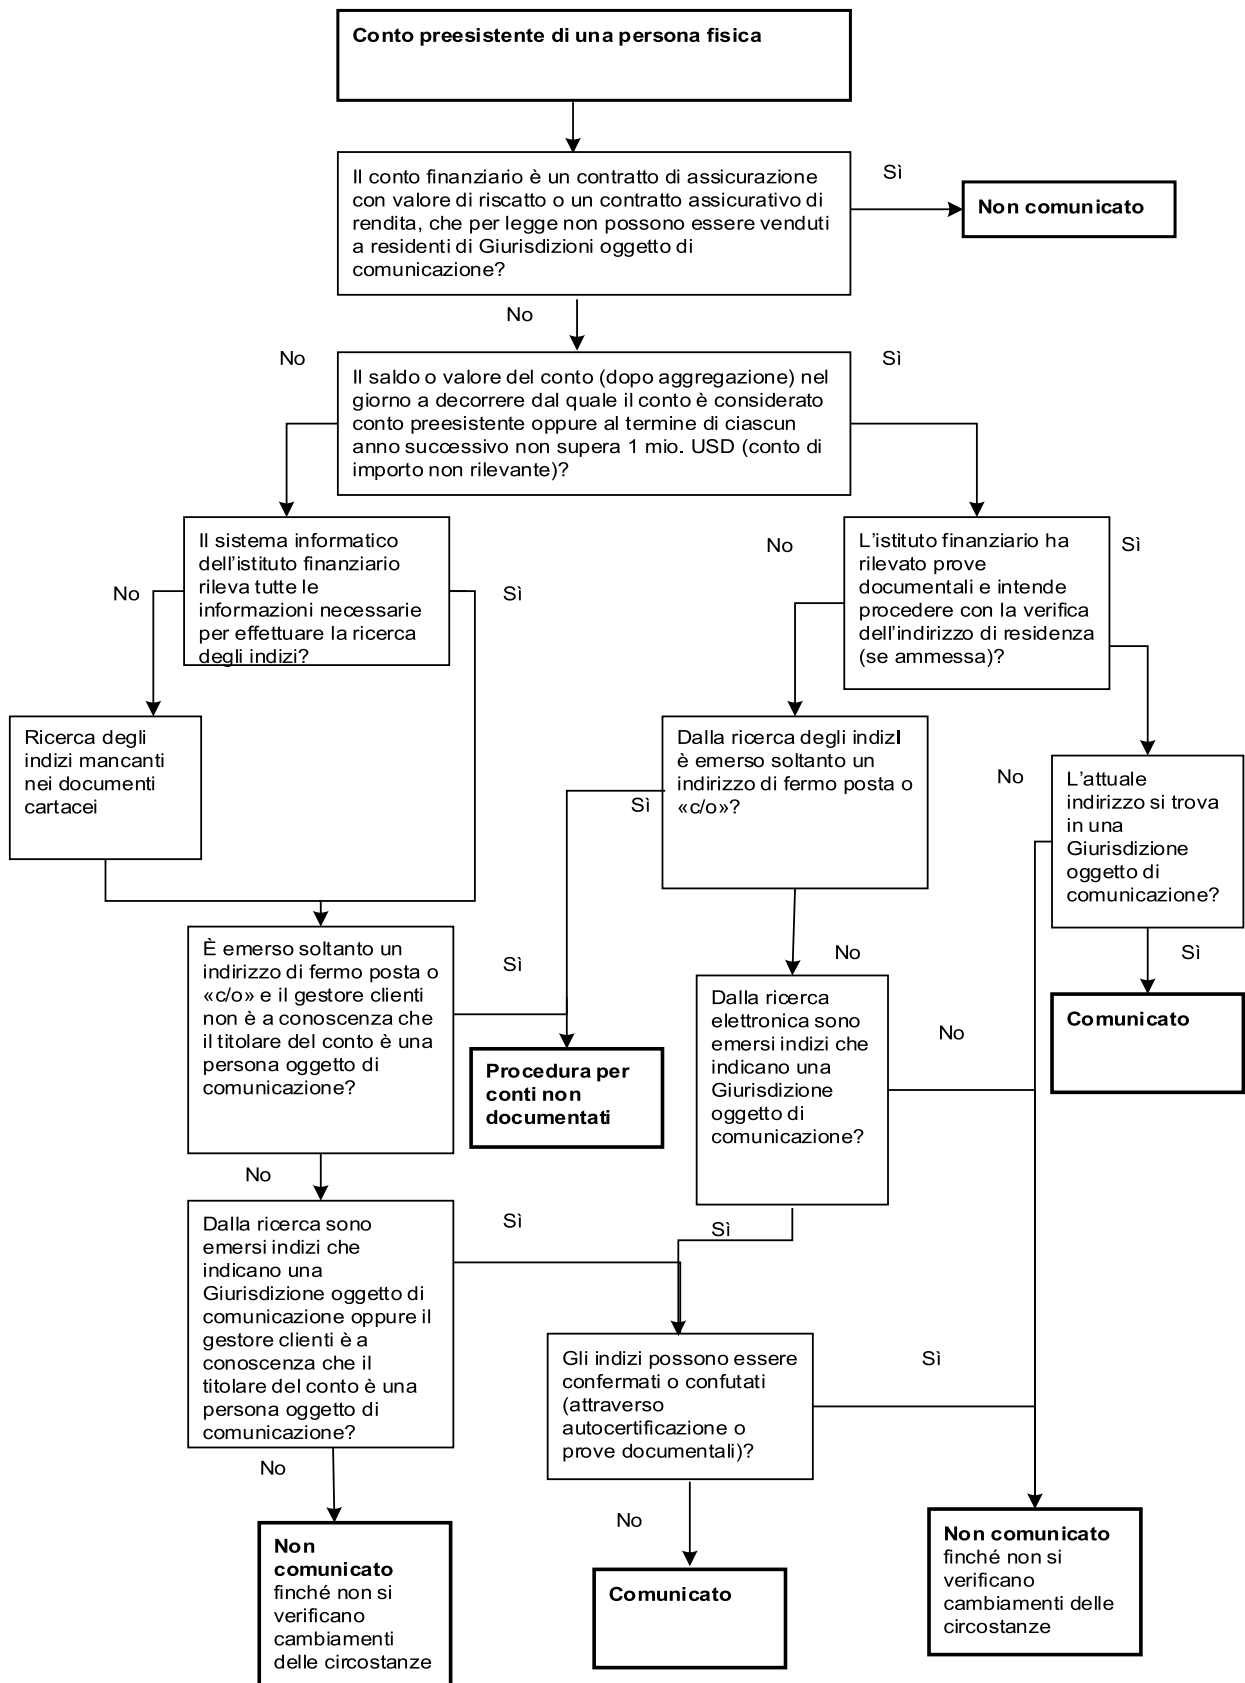 Conto preesistente di una persona fisica
Il conto finanziario è un contratto di assicurazione
con valore di riscatto o un contratto assicurativo di
rendita, che per legge non possono essere venduti
a residenti di Giurisdizioni oggetto di
comunicazione?
Sì
Non comunicato
No
No
Il saldo o valore del conto (dopo aggregazione) nel
giorno a decorrere dal quale il conto è considerato
conto preesistente oppure al termine di ciascun
anno successivo non supera 1 mio. USD (conto di
importo non rilevante)?
Sì
Il sistema informatico
dell'istituto finanziario
rileva tutte le
informazioni necessarie
per effettuare la ricerca
degli indizi?
No
Sì
No
L'istituto finanziario ha
rilevato prove
documentali e intende
procedere con la verifica
dell'indirizzo di residenza
(se ammessa)?
Sì
Ricerca degli
indizi mancanti
nei documenti
cartacei
Dalla ricerca degli indizI
è emerso soltanto un
indirizzo di fermo posta o
«c/o»?
Sì
No
L'attuale
indirizzo si trova
in una
Giurisdizione
oggetto di
comunicazione?
È emerso soltanto un
indirizzo di fermo posta o
«c/o» e il gestore clienti
non è a conoscenza che
il titolare del conto è una
persona oggetto di
comunicazione?
Sì
No
Sì
Procedura per
conti non
documentati
Dalla ricerca
elettronica sono
emersi indizi che
indicano una
Giurisdizione
oggetto di
comunicazione?
No
Comunicato
No
Dalla ricerca sono
emersi indizi che
indicano una
Giurisdizione oggetto di
comunicazione oppure il
gestore clienti è a
conoscenza che il
titolare del conto è una
persona oggetto di
comunicazione?
Sì
Sì
Gli indizi possono essere
confermati o confutati
(attraverso
autocertificazione o
prove documentali)?
Sì
No
No
Non
comunicato
finché non si
verificano
cambiamenti
delle circostanze
Comunicato
Non comunicato
finché non si
verificano
cambiamenti delle
circostanze